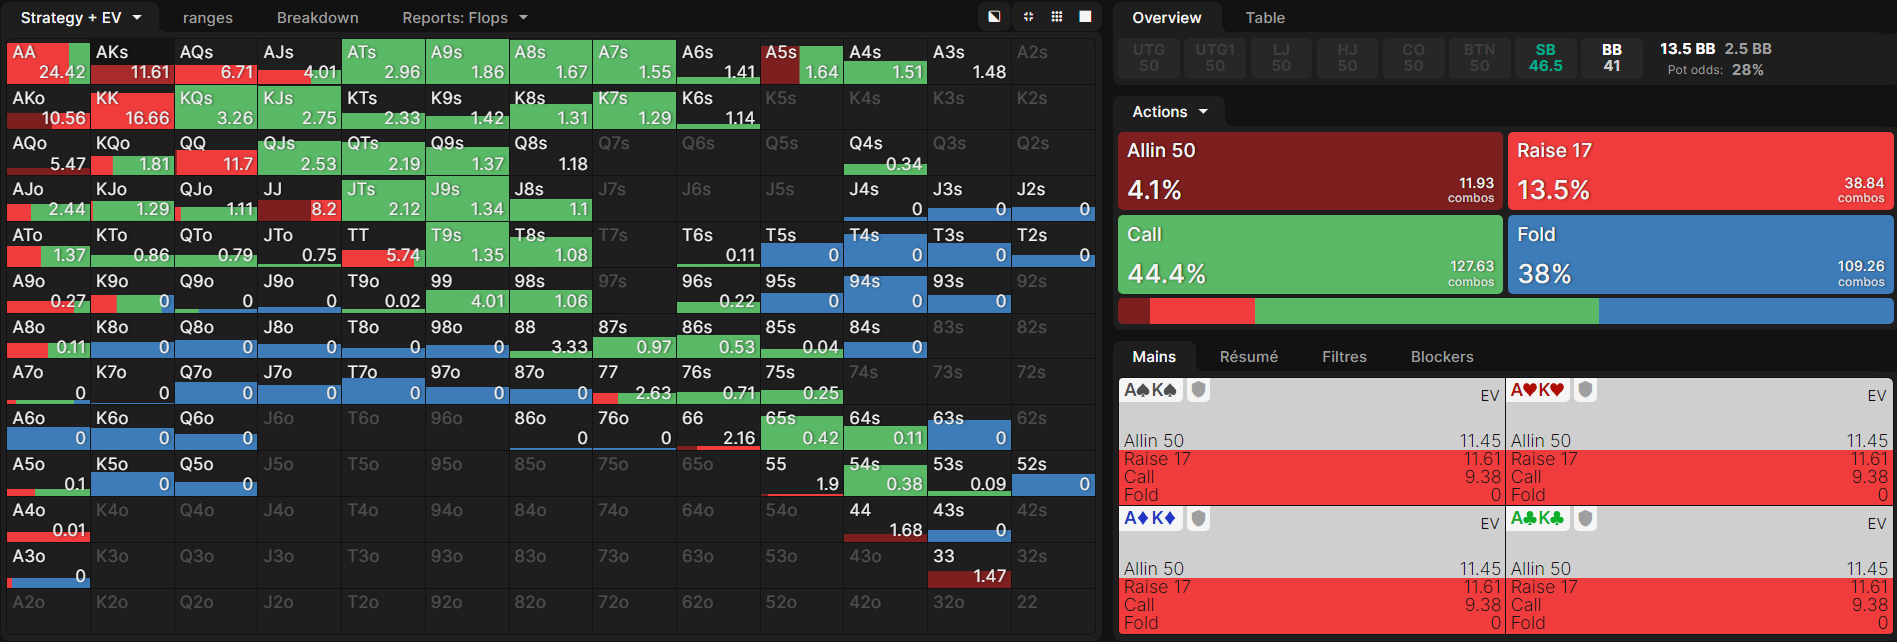 Strategy + EV
ranges
Breakdown
Reports: Flops
AA 24.42 AKs 11.61 AQs 6.71 AJs 4.01 ATs 2.96 A9s 1.86 A8s 1.67 A7s 1.55 A6s 1.41 A5s 1.64 A4s 1.51 A3s 1.48 A2s
AKo 10.56 KK 16.66 KQs 3.26 KJs 2.75 KTs 2.33 K9s 1.42 K8s 1.31 K7s 1.29 K6s 1.14 K5s K4s K3s K2s
AQo 5.47 KQo 1.81 QQ 11.7 QJs 2.53 QTs 2.19 Q9s 1.37 Q8s 1.18 Q7s Q6s Q5s Q4s 0.34 Q3s Q2s
AJo 2.44 KJo 1.29 QJo 1.11 JJ 8.2 JTs 2.12 J9s 1.34 J8s 1.1 J7s J6s J5s J4s 0 J3s 0 J2s 0
ATo 1.37 KTo 0.86 QTo 0.79 JTo 0.75 TT 5.74 T9s 1.35 T8s 1.08 T7s T6s 0.11 T5s 0 T4s 0 T3s 0 T2s 0
A9o 0.27 K9o 0 Q9o 0 J9o 0 T9o 0.02 99 4.01 98s 1.06 97s 96s 0.22 95s 0 94s 0 93s 0 92s
A8o 0.11 K8o 0 Q8o 0 J8o 0 T8o 0 98o 0 88 3.33 87s 0.97 86s 0.53 85s 0.04 84s 0 83s 82s
A7o 0 K7o 0 Q7o 0 J7o 0 T7o 0 97o 0 87o 0 77 2.63 76s 0.71 75s 0.25 74s 73s 72s
A6o 0 K6o 0 Q6o 0 J6o T6o 96o 86o 0 76o 0 66 2.16 65s 0.42 64s 0.11 63s 0 62s
A5o 0.1 K5o 0 Q5o 0 J5o T5o 95o 85o 75o 65o 55 1.9 54s 0.38 53s 0.09 52s 0
A4o 0.01 K4o Q4o J4o T4o 94o 84o 74o 64o 54o 44 1.68 43s 0 42s
A3o 0 K3o Q3o J3o T3o 93o 83o 73o 63o 53o 43o 33 1.47 32s
A2o K2o Q2o J2o T2o 92o 82o 72o 62o 52o 42o 32o 22
Overview
Table
UTG 50
UTG1 50
LJ 50
HJ 50
CO 50
BTN 50
SB 46.5
BB 41
13.5 BB 2.5 BB
Pot odds: 28%
Actions
Allin 50
4.1% 11.93 combos
Raise 17
13.5% 38.84 combos
Call
44.4% 127.63 combos
Fold
38% 109.26 combos
Mains
Résumé
Filtres
Blockers
A♠K♠ EV
Allin 50 11.45
Raise 17 11.61
Call 9.38
Fold 0
A♥K♥ EV
Allin 50 11.45
Raise 17 11.61
Call 9.38
Fold 0
A♦K♦ EV
Allin 50 11.45
Raise 17 11.61
Call 9.38
Fold 0
A♣K♣ EV
Allin 50 11.45
Raise 17 11.61
Call 9.38
Fold 0